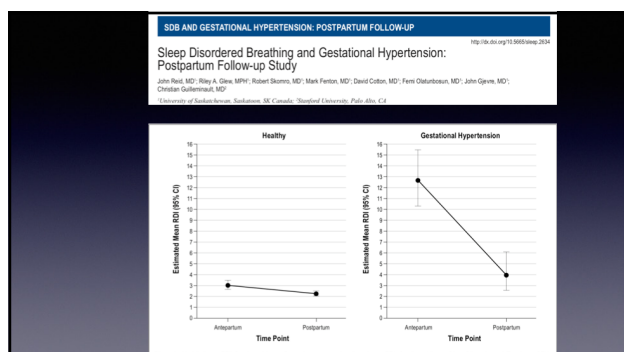 SDB AND GESTATIONAL HYPERTENSION: POSTPARTUM FOLLOW-UP
http://dx.doi.org/10.5665/sleep.2634
Sleep Disordered Breathing and Gestational Hypertension:
Postpartum Follow-up Study
John Reid, MD¹; Riley A. Glew, MPH¹; Robert Skomro, MD¹; Mark Fenton, MD¹; David Cotton, MD¹; Femi Olatunbosun, MD¹; John Gjevre, MD¹;
Christian Guilleminault, MD²
¹University of Saskatchewan, Saskatoon, SK Canada; ²Stanford University, Palo Alto, CA
Healthy
Estimated Mean RDI (95% CI)
16
15
14
13
12
11
10
9
8
7
6
5
4
3
2
1
0
Antepartum Postpartum
Time Point
Gestational Hypertension
Estimated Mean RDI (95% CI)
16
15
14
13
12
11
10
9
8
7
6
5
4
3
2
1
0
Antepartum Postpartum
Time Point